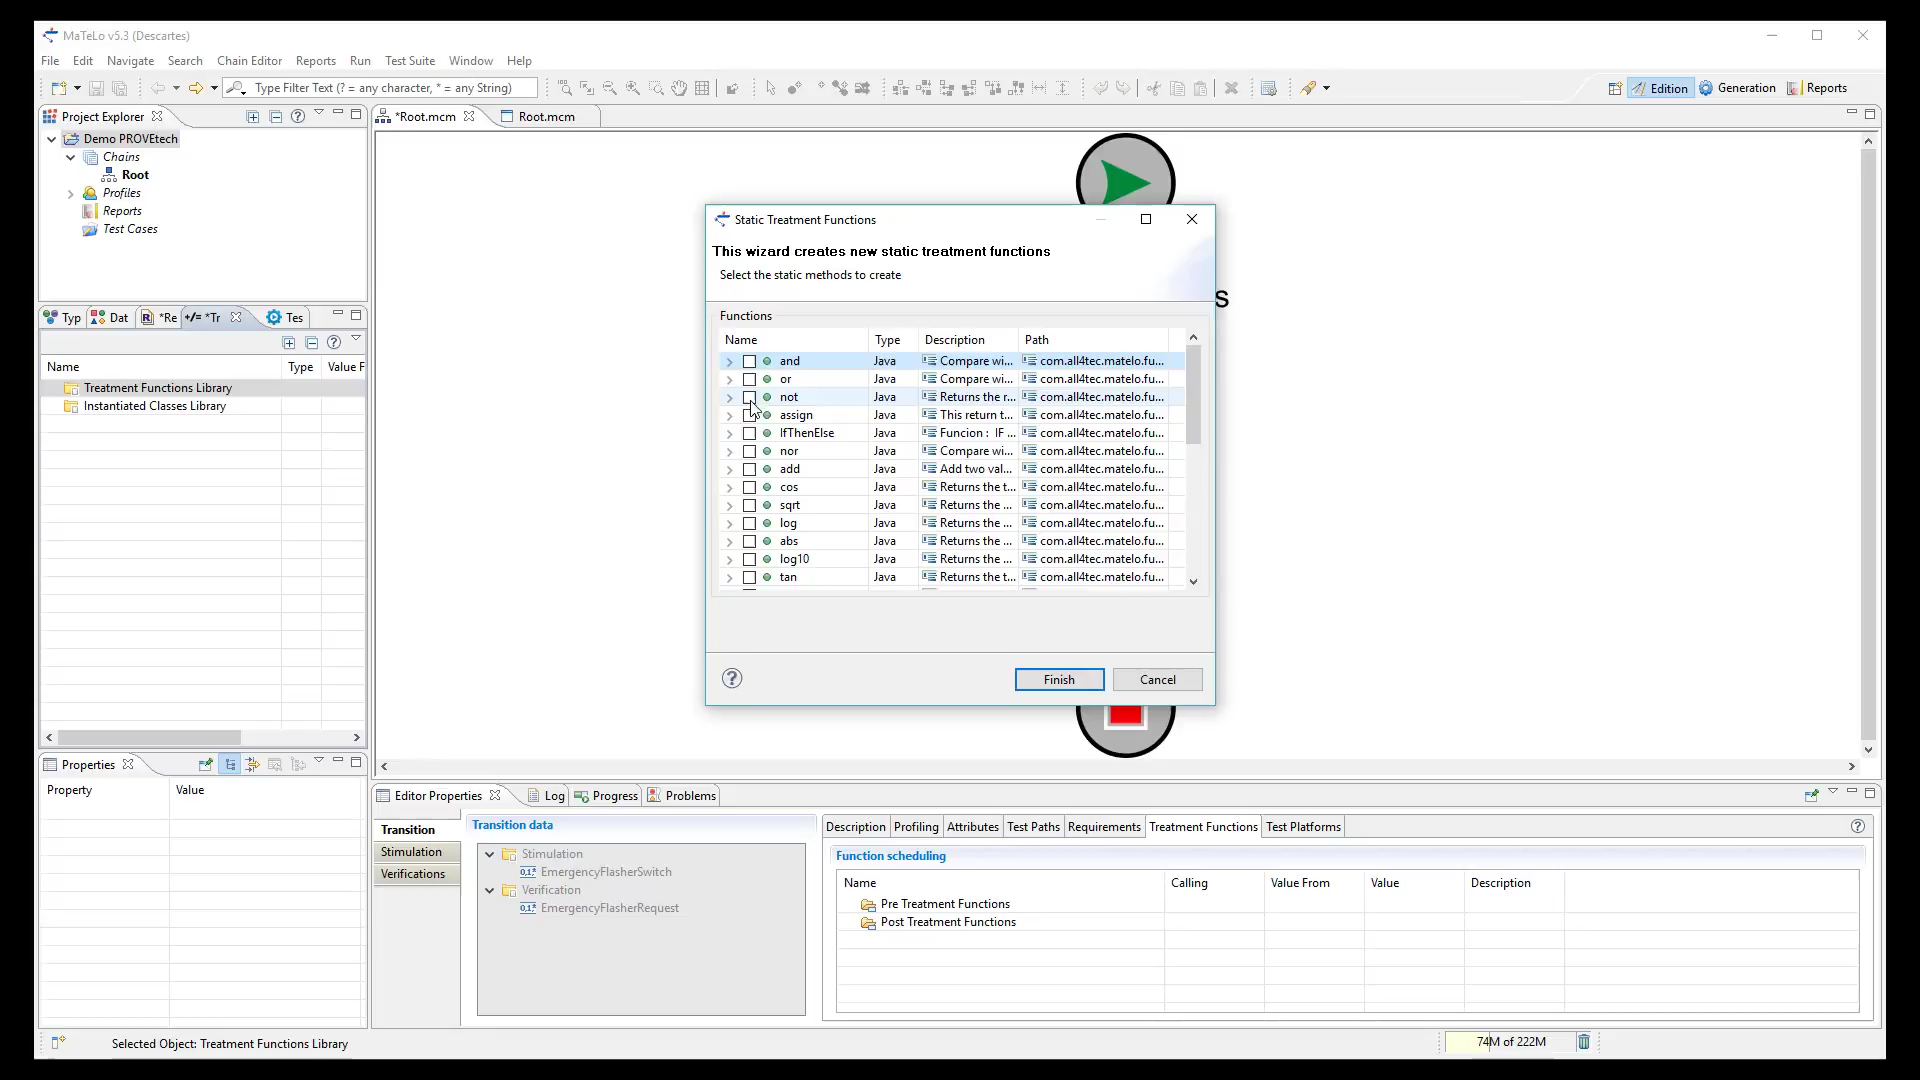 MaTeLo v5.3 (Descartes)
File Edit Navigate Search Chain Editor Reports Run Test Suite Window Help
Type Filter Text (? = any character, * = any String)
Edition Generation Reports
Project Explorer
Demo PROVEtech
Chains
Root
Profiles
Reports
Test Cases
*Root.mcm Root.mcm
s
Typ Dat *Re *Tr Tes
Name Type Value F
Treatment Functions Library
Instantiated Classes Library
Static Treatment Functions
This wizard creates new static treatment functions
Select the static methods to create
Functions
Name Type Description Path
and Java Compare wi... com.all4tec.matelo.fu...
or Java Compare wi... com.all4tec.matelo.fu...
not Java Returns the r... com.all4tec.matelo.fu...
assign Java This return t... com.all4tec.matelo.fu...
IfThenElse Java Funcion : IF ... com.all4tec.matelo.fu...
nor Java Compare wi... com.all4tec.matelo.fu...
add Java Add two val... com.all4tec.matelo.fu...
cos Java Returns the t... com.all4tec.matelo.fu...
sqrt Java Returns the ... com.all4tec.matelo.fu...
log Java Returns the ... com.all4tec.matelo.fu...
abs Java Returns the ... com.all4tec.matelo.fu...
log10 Java Returns the ... com.all4tec.matelo.fu...
tan Java Returns the t... com.all4tec.matelo.fu...
Finish Cancel
Properties
Property Value
Editor Properties Log Progress Problems
Transition
Stimulation
Verifications
Transition data
Stimulation
EmergencyFlasherSwitch
Verification
EmergencyFlasherRequest
Description Profiling Attributes Test Paths Requirements Treatment Functions Test Platforms
Function scheduling
Name Calling Value From Value Description
Pre Treatment Functions
Post Treatment Functions
Selected Object: Treatment Functions Library
74M of 222M